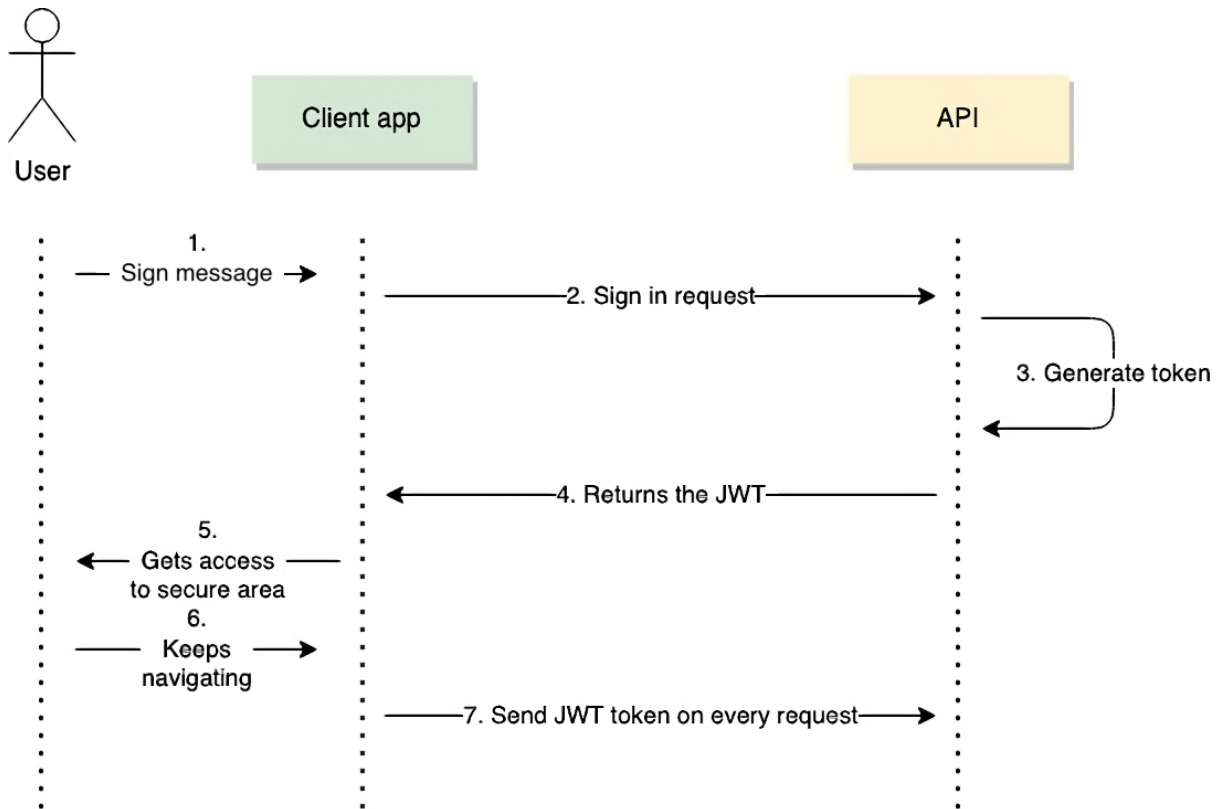 User
Client app
API
1.
Sign message
2. Sign in request
3. Generate token
4. Returns the JWT
5.
Gets access
to secure area
6.
Keeps
navigating
7. Send JWT token on every request